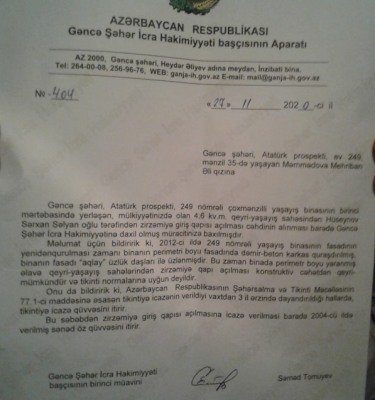 AZƏRBAYCAN RESPUBLİKASI
Gəncə Şəhər İcra Hakimiyyəti başçısının Aparatı
AZ 2000, Gəncə şəhəri, Heydər Əliyev adına meydan, İnzibati bina.
Tel: 264-00-08, 256-96-76, WEB: ganja-ih.gov.az E-mail: mail@ganja-ih.gov.az
№ 404
« 27 » 11 2020-ci il
Gəncə şəhəri, Atatürk prospekti, ev 249,
mənzil 35-də yaşayan Məmmədova Mehriban
Əli qızına
Gəncə şəhəri, Atatürk prospekti, 249 nömrəli çoxmənzilli yaşayış binasının birinci
mərtəbəsində yerləşən, mülkiyyətinizdə olan 4,6 kv.m. qeyri-yaşayış sahəsindən Hüseynov
Sərxan Salyan oğlu tərəfindən zirzəmiyə giriş qapısı açılması cəhdinin alınması barədə Gəncə
Şəhər İcra Hakimiyyətinə daxil olmuş müraciətinizə baxılmışdır.
Məlumat üçün bildiririk ki, 2012-ci ildə 249 nömrəli yaşayış binasının fasadının
yenidənqurulması zamanı binanın perimetri boyu fasadında dəmir-beton karkas quraşdırılmış,
binanın fasadı "aqlay" üzlük daşları ilə üzlənmişdir. Bu zaman binada perimetr boyu yaranmış
əlavə qeyri-yaşayış sahələrindən zirzəmiyə qapı açılması konstruktiv cəhətdən qeyri-
mümkündür və tikinti normalarına uyğun deyildir.
Onu da bildiririk ki, Azərbaycan Respublikasının Şəhərsalma və Tikinti Məcəlləsinin
77.1-ci maddəsinə əsasən tikintiyə icazənin verildiyi vaxtdan 3 il ərzində dayandırıldığı hallarda,
tikintiyə icazə qüvvəsini itirir.
Bu səbəbdən zirzəmiyə giriş qapısı açılmasına icazə verilməsi barədə 2004-cü ildə
verilmiş sənəd öz qüvvəsini itirir.
Gəncə Şəhər İcra Hakimiyyəti
başçısının birinci müavini
Səməd Tomuyev